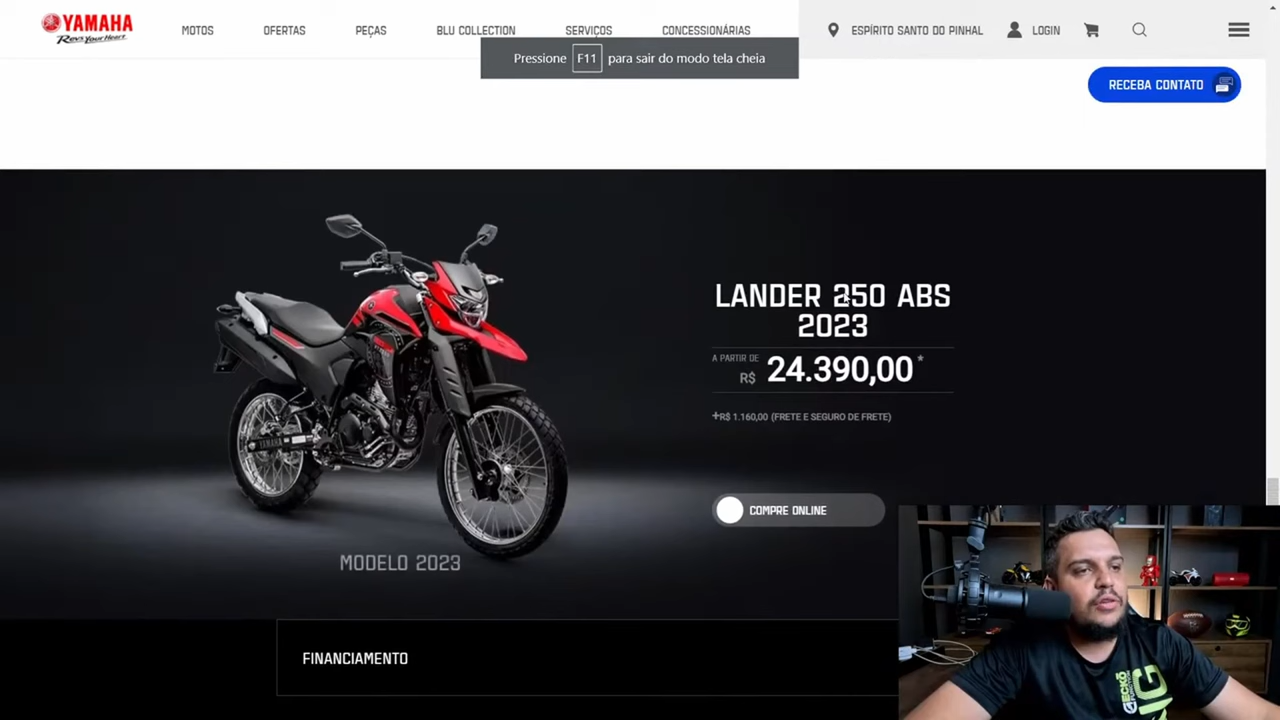 YAMAHA
Revs Your Heart
MOTOS
OFERTAS
PEÇAS
BLU COLLECTION
SERVIÇOS
CONCESSIONÁRIAS
ESPÍRITO SANTO DO PINHAL
LOGIN
Pressione F11 para sair do modo tela cheia
RECEBA CONTATO
LANDER 250 ABS
2023
A PARTIR DE
R$ 24.390,00*
+R$ 1.160,00 (FRETE E SEGURO DE FRETE)
COMPRE ONLINE
MODELO 2023
FINANCIAMENTO